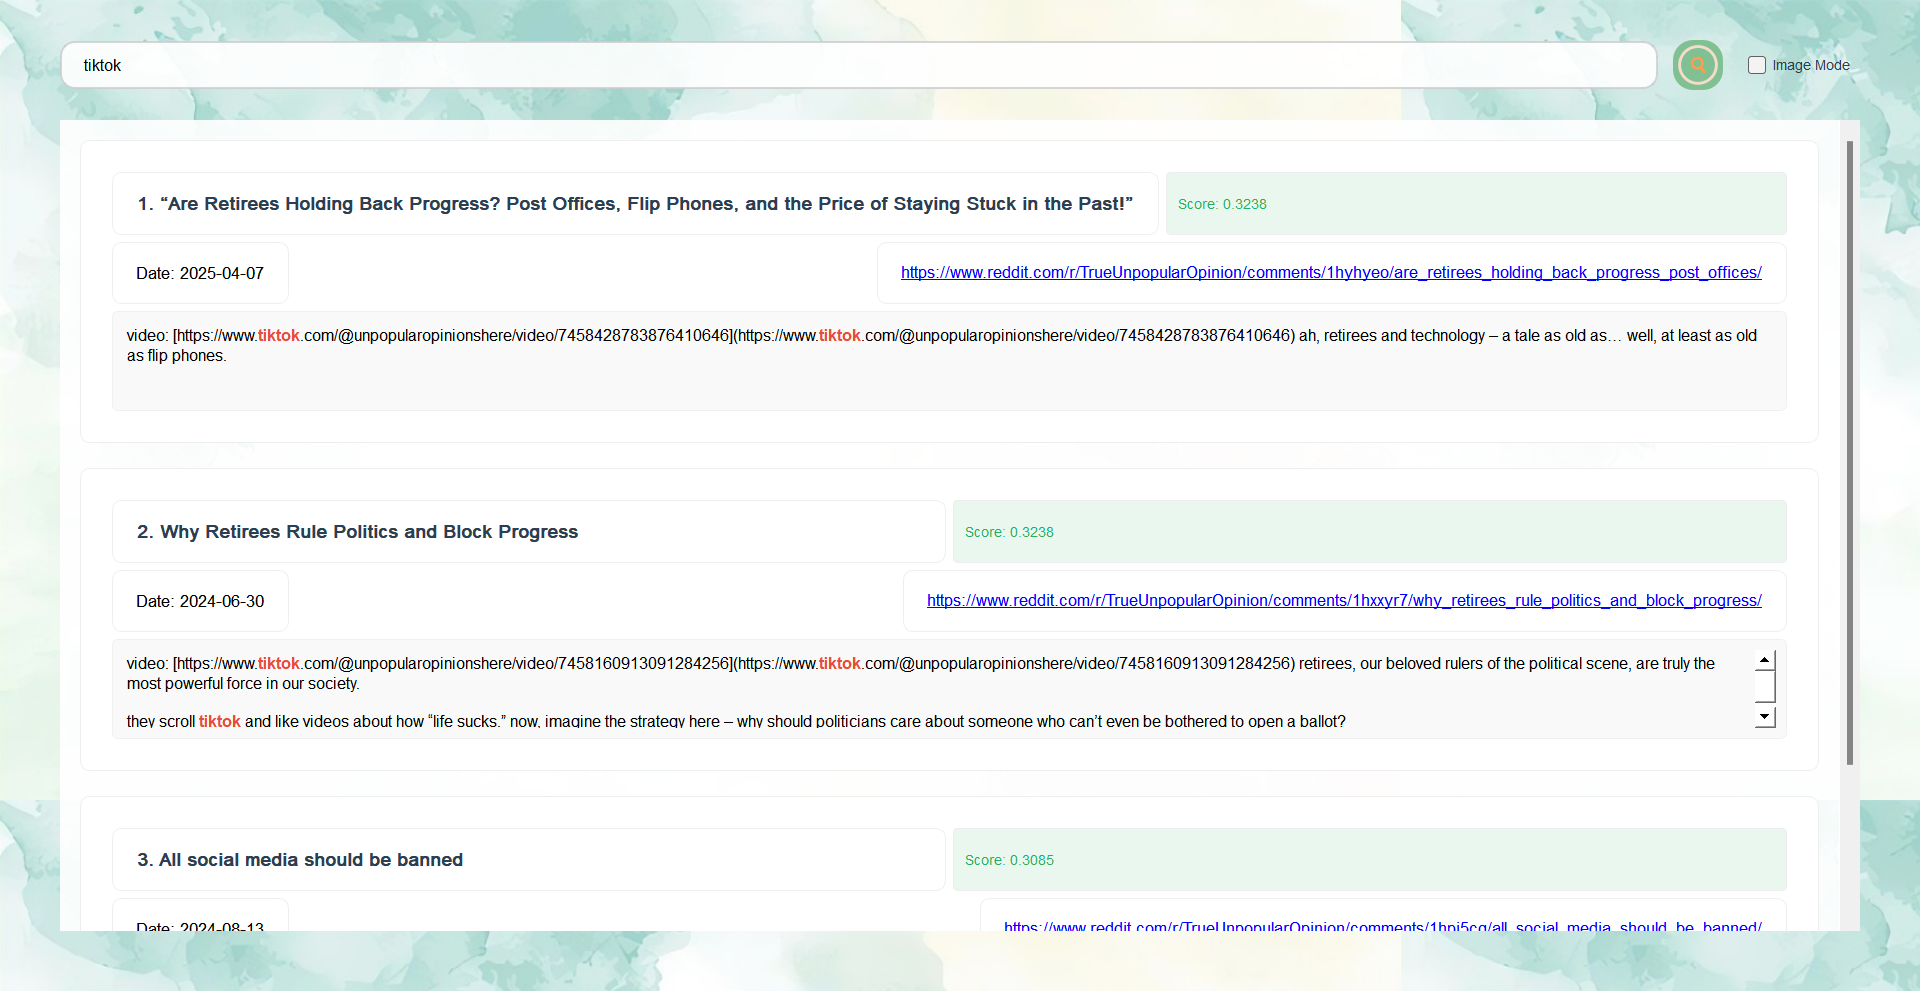 tiktok
Image Mode
1. “Are Retirees Holding Back Progress? Post Offices, Flip Phones, and the Price of Staying Stuck in the Past!”
Score: 0.3238
Date: 2025-04-07
https://www.reddit.com/r/TrueUnpopularOpinion/comments/1hyhyeo/are_retirees_holding_back_progress_post_offices/
video: [https://www.tiktok.com/@unpopularopinionshere/video/7458428783876410646](https://www.tiktok.com/@unpopularopinionshere/video/7458428783876410646) ah, retirees and technology – a tale as old as… well, at least as old
as flip phones.
2. Why Retirees Rule Politics and Block Progress
Score: 0.3238
Date: 2024-06-30
https://www.reddit.com/r/TrueUnpopularOpinion/comments/1hxxyr7/why_retirees_rule_politics_and_block_progress/
video: [https://www.tiktok.com/@unpopularopinionshere/video/7458160913091284256](https://www.tiktok.com/@unpopularopinionshere/video/7458160913091284256) retirees, our beloved rulers of the political scene, are truly the
most powerful force in our society.
they scroll tiktok and like videos about how “life sucks.” now, imagine the strategy here – why should politicians care about someone who can’t even be bothered to open a ballot?
3. All social media should be banned
Score: 0.3085
Date: 2024-08-13
https://www.reddit.com/r/TrueUnpopularOpinion/comments/1hpi5cq/all_social_media_should_be_banned/